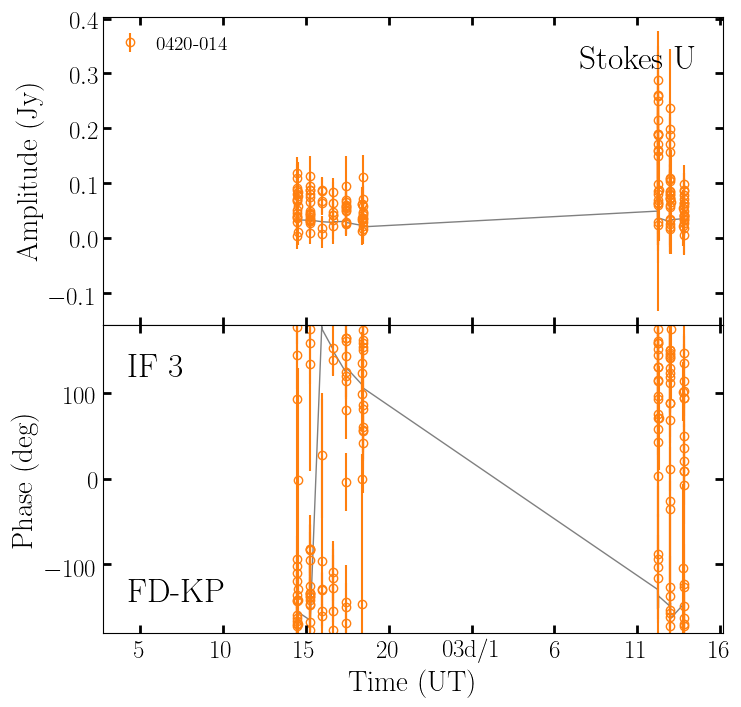 0420-014
Stokes U
0.4
0.3
0.2
0.1
0.0
−0.1
Amplitude (Jy)
IF 3
FD-KP
100
0
−100
Phase (deg)
5 10 15 20 03d/1 6 11 16
Time (UT)